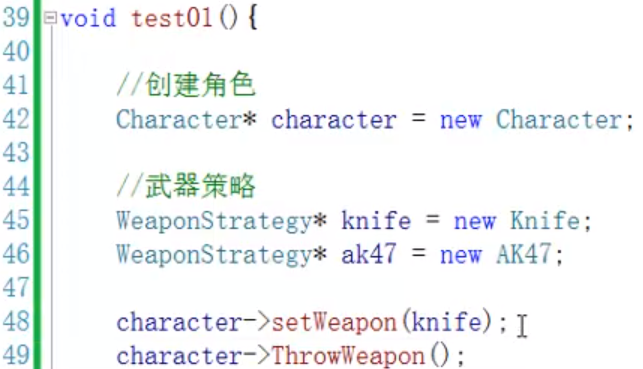 39 void test01(){
40
41 //创建角色
42 Character* character = new Character;
43
44 //武器策略
45 WeaponStrategy* knife = new Knife;
46 WeaponStrategy* ak47 = new AK47;
47
48 character->setWeapon(knife);
49 character->ThrowWeapon();